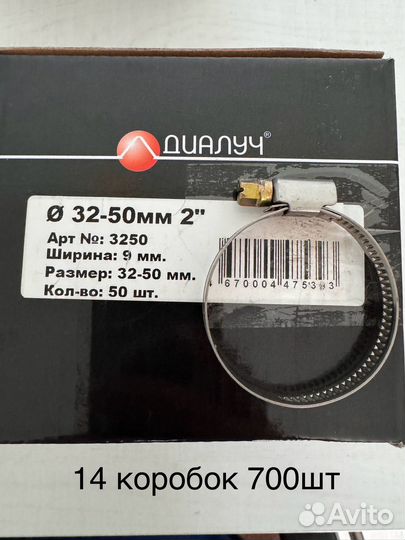 ДИАЛУЧ®
Ø 32-50мм 2"
Арт №: 3250
Ширина: 9 мм.
Размер: 32-50 мм.
Кол-во: 50 шт.
14 коробок 700шт
Avito